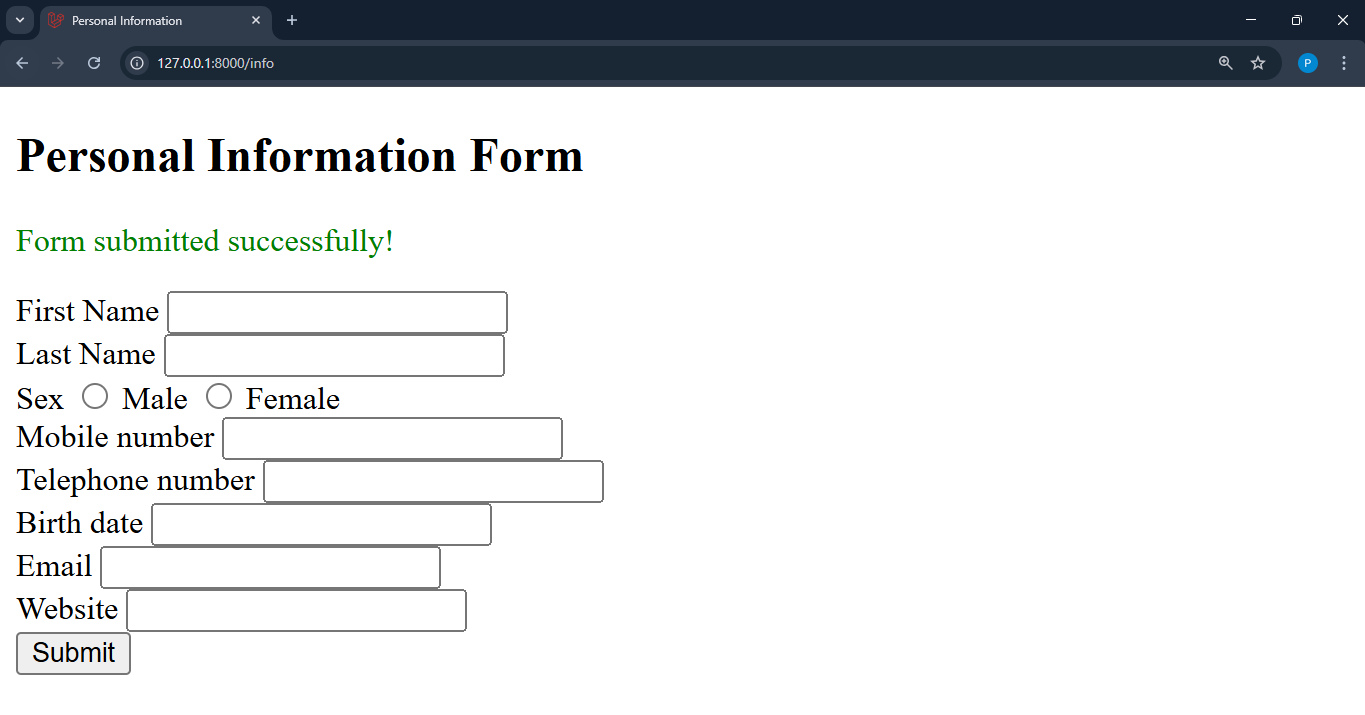 Personal Information
127.0.0.1:8000/info
P
Personal Information Form
Form submitted successfully!
First Name
Last Name
Sex Male Female
Mobile number
Telephone number
Birth date
Email
Website
Submit